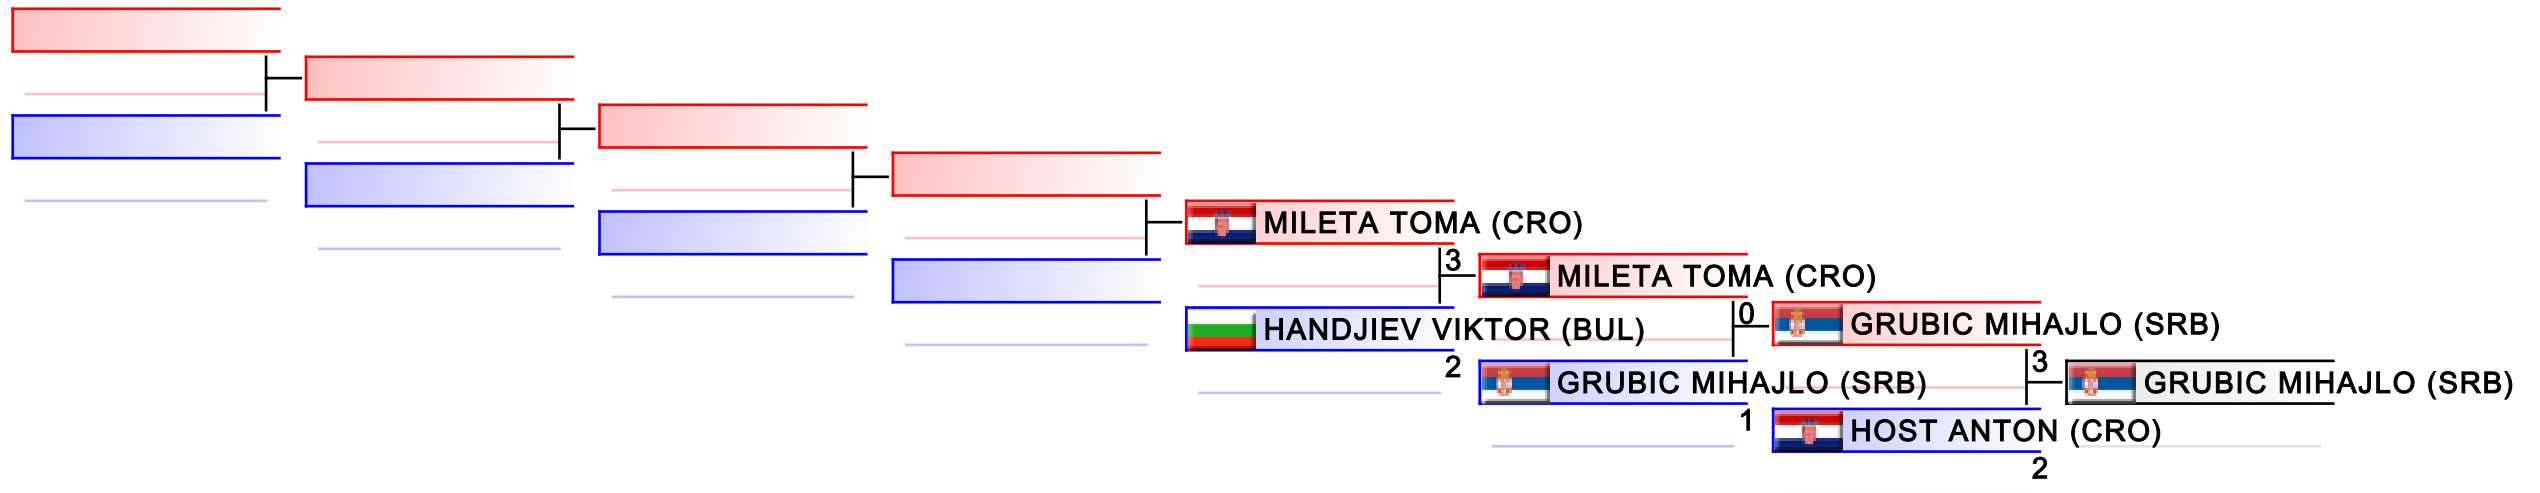 MILETA TOMA (CRO)
3
HANDJIEV VIKTOR (BUL)
2
MILETA TOMA (CRO)
0
GRUBIC MIHAJLO (SRB)
1
GRUBIC MIHAJLO (SRB)
3
HOST ANTON (CRO)
2
GRUBIC MIHAJLO (SRB)